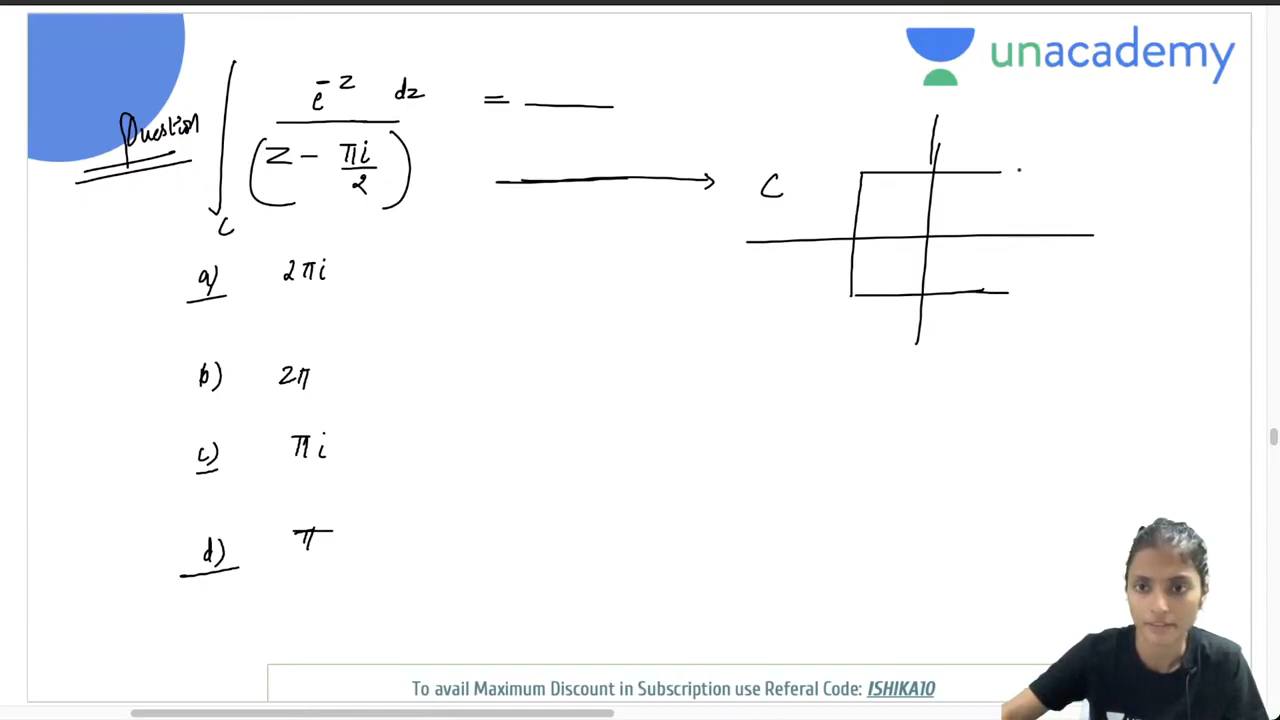 unacademy
Question ∫ e^-z dz / (z - πi/2) = ____
C
C
a) 2πi
b) 2π
c) πi
d) π
To avail Maximum Discount in Subscription use Referal Code: ISHIKA10